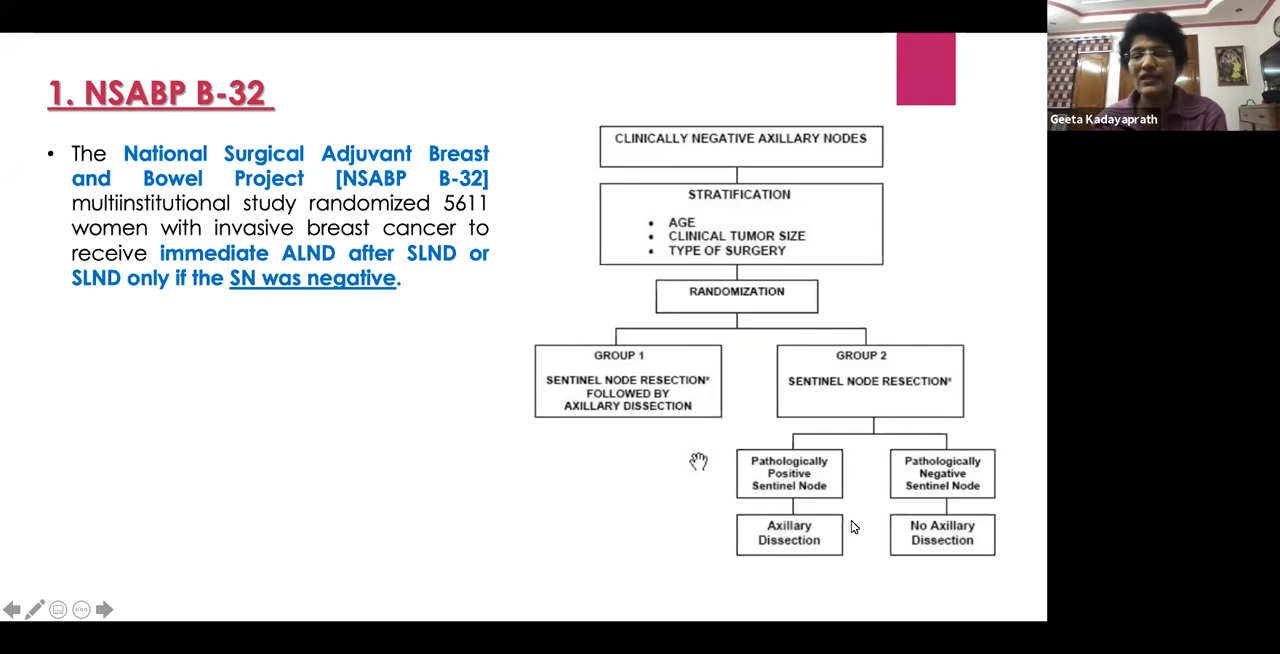 1. NSABP B-32
• The National Surgical Adjuvant Breast
and Bowel Project [NSABP B-32]
multiinstitutional study randomized 5611
women with invasive breast cancer to
receive immediate ALND after SLND or
SLND only if the SN was negative.
CLINICALLY NEGATIVE AXILLARY NODES
STRATIFICATION
• AGE
• CLINICAL TUMOR SIZE
• TYPE OF SURGERY
RANDOMIZATION
GROUP 1
SENTINEL NODE RESECTION*
FOLLOWED BY
AXILLARY DISSECTION
GROUP 2
SENTINEL NODE RESECTION*
Pathologically
Positive
Sentinel Node
Axillary
Dissection
Pathologically
Negative
Sentinel Node
No Axillary
Dissection
Geeta Kadayaprath